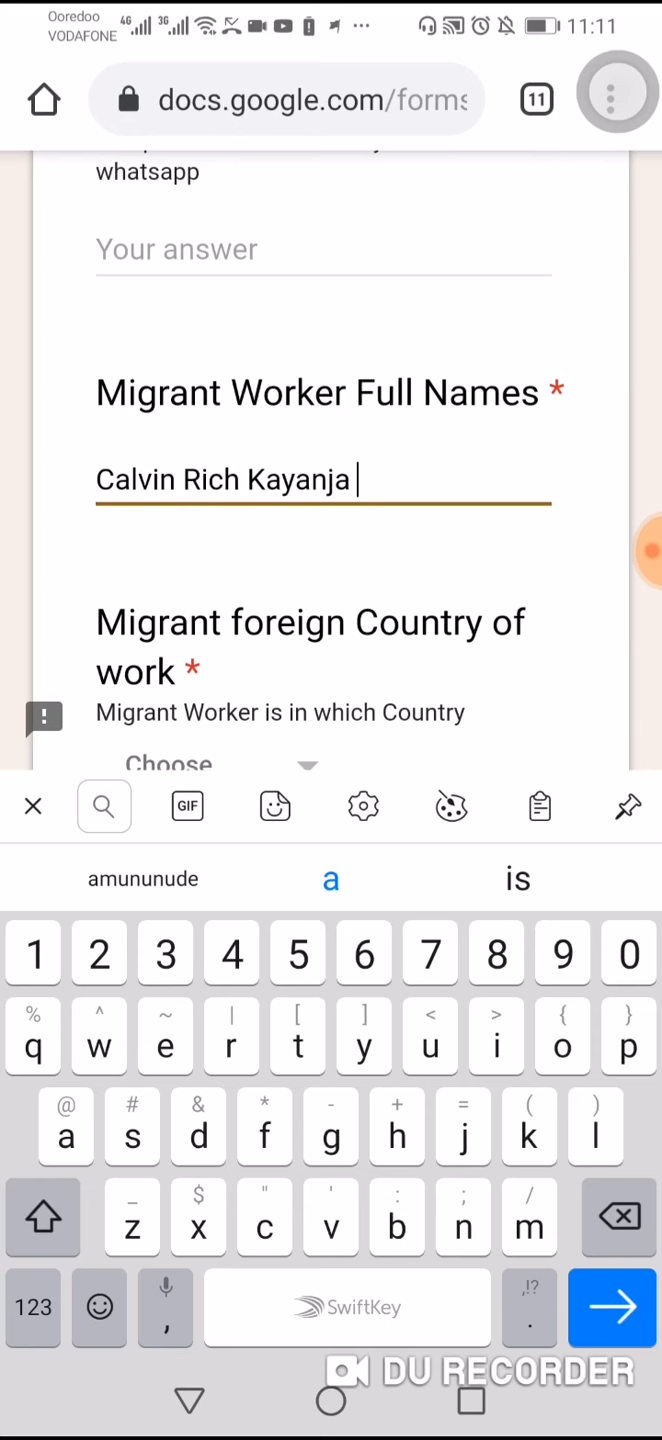 Ooredoo
VODAFONE
4G
3G
11:11
docs.google.com/forms
11
whatsapp
Your answer
Migrant Worker Full Names *
Calvin Rich Kayanja
Migrant foreign Country of
work *
Migrant Worker is in which Country
Choose
GIF
amununude a is
1 2 3 4 5 6 7 8 9 0
% ^ ~ | [ ] < > { }
q w e r t y u i o p
@ # & * - + = ( )
a s d f g h j k l
_ $ " ' : ; /
z x c v b n m
,!?
123 , SwiftKey .
DU RECORDER